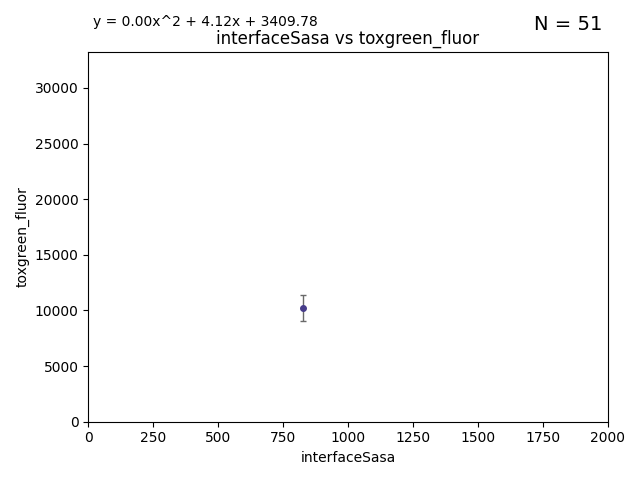 y = 0.00x^2 + 4.12x + 3409.78
N = 51
interfaceSasa vs toxgreen_fluor
30000
25000
20000
15000
10000
5000
0
toxgreen_fluor
0 250 500 750 1000 1250 1500 1750 2000
interfaceSasa